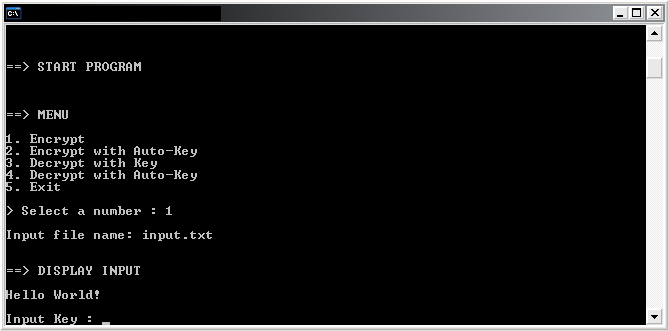 C:\
==> START PROGRAM
==> MENU
1. Encrypt
2. Encrypt with Auto-Key
3. Decrypt with Key
4. Decrypt with Auto-Key
5. Exit
> Select a number : 1
Input file name: input.txt
==> DISPLAY INPUT
Hello World!
Input Key : _